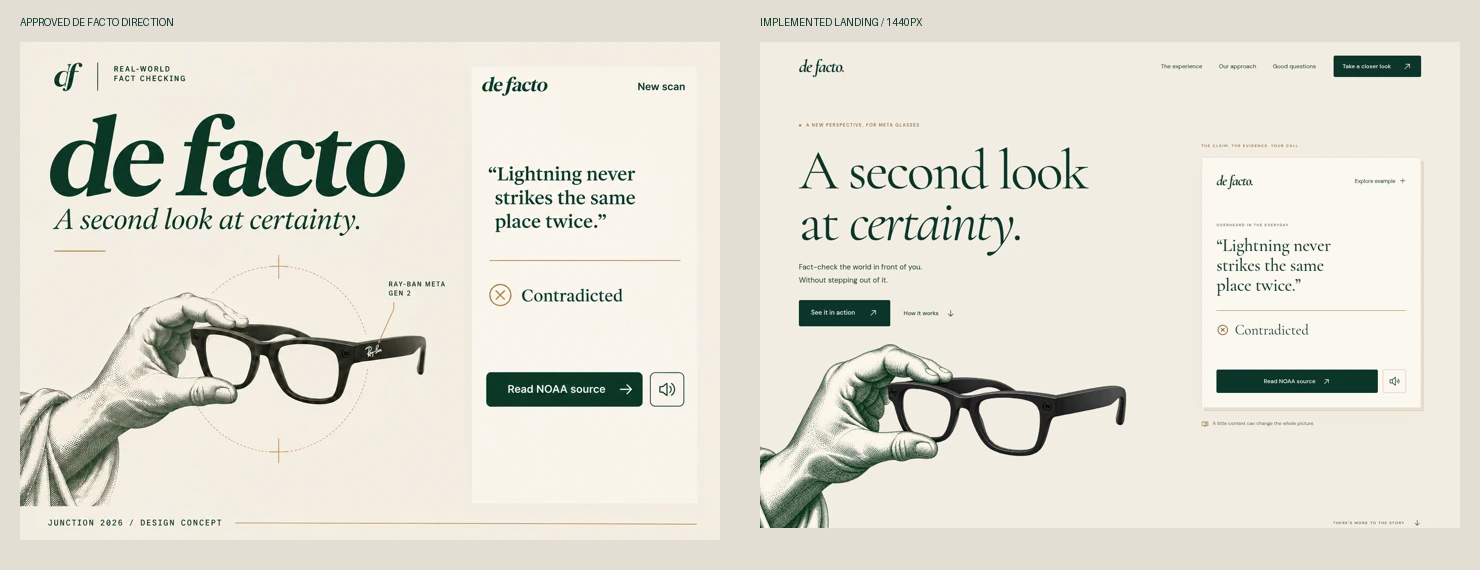 APPROVED DE FACTO DIRECTION
df
REAL-WORLD
FACT CHECKING
de facto
A second look at certainty.
RAY-BAN META
GEN 2
Ray-Ban
JUNCTION 2026 / DESIGN CONCEPT
de facto
New scan
“Lightning never
strikes the same
place twice.”
Contradicted
Read NOAA source
IMPLEMENTED LANDING / 1440PX
de facto.
The experience
Our approach
Good questions
Take a closer look
A NEW PERSPECTIVE, FOR META GLASSES.
A second look
at certainty.
Fact-check the world in front of you.
Without stepping out of it.
See it in action
How it works
THE CLAIM. THE EVIDENCE. YOUR CALL.
de facto.
Explore example
OVERHEARD IN THE EVERYDAY
“Lightning never
strikes the same
place twice.”
Contradicted
Read NOAA source
A little context can change the whole picture.
THERE'S MORE TO THE STORY